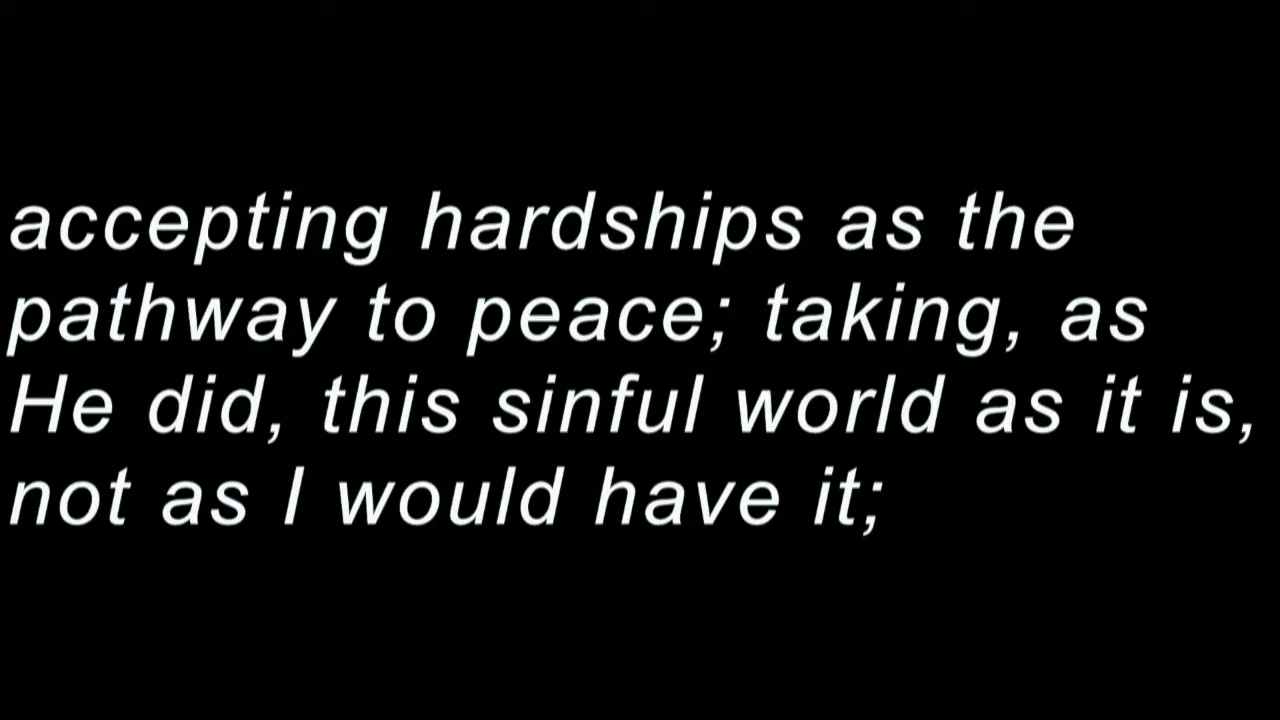 accepting hardships as the
pathway to peace; taking, as
He did, this sinful world as it is,
not as I would have it;